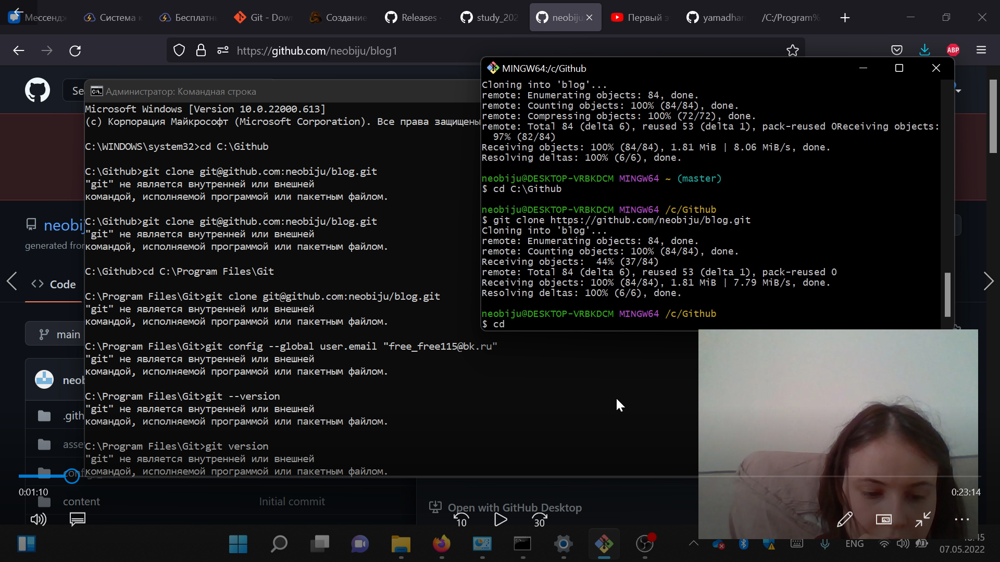 Мессендж
Система к
Бесплатн
Git - Dow
Создание
Releases ·
study_202
neobiju
Первый э
yamadhar
/C:/Program%
https://github.com/neobiju/blog1
ABP
MINGW64:/c/Github
Cloning into 'blog'...
remote: Enumerating objects: 84, done.
remote: Counting objects: 100% (84/84), done.
remote: Compressing objects: 100% (72/72), done.
remote: Total 84 (delta 6), reused 53 (delta 1), pack-reused 0Receiving objects:
97% (82/84)
Receiving objects: 100% (84/84), 1.81 MiB | 8.06 MiB/s, done.
Resolving deltas: 100% (6/6), done.
neobiju@DESKTOP-VRBKDCM MINGW64 ~ (master)
$ cd C:\Github
neobiju@DESKTOP-VRBKDCM MINGW64 /c/Github
$ git clone https://github.com/neobiju/blog.git
Cloning into 'blog'...
remote: Enumerating objects: 84, done.
remote: Counting objects: 100% (84/84), done.
Receiving objects:  44% (37/84)
remote: Total 84 (delta 6), reused 53 (delta 1), pack-reused 0
Receiving objects: 100% (84/84), 1.81 MiB | 7.79 MiB/s, done.
Resolving deltas: 100% (6/6), done.
neobiju@DESKTOP-VRBKDCM MINGW64 /c/Github
$ cd
Se
Администратор: Командная строка
Microsoft Windows [Version 10.0.22000.613]
(c) Корпорация Майкрософт (Microsoft Corporation). Все права защищены
C:\WINDOWS\system32>cd C:\Github
C:\Github>git clone git@github.com:neobiju/blog.git
"git" не является внутренней или внешней
командой, исполняемой программой или пакетным файлом.
C:\Github>git clone git@github.com:neobiju/blog.git
"git" не является внутренней или внешней
командой, исполняемой программой или пакетным файлом.
C:\Github>cd C:\Program Files\Git
C:\Program Files\Git>git clone git@github.com:neobiju/blog.git
"git" не является внутренней или внешней
командой, исполняемой программой или пакетным файлом.
C:\Program Files\Git>git config --global user.email "free_free115@bk.ru"
"git" не является внутренней или внешней
командой, исполняемой программой или пакетным файлом.
C:\Program Files\Git>git --version
"git" не является внутренней или внешней
командой, исполняемой программой или пакетным файлом.
C:\Program Files\Git>git version
"git" не является внутренней или внешней
командой, исполняемой программой или пакетным файлом.
neobij
generated from
Code
main
neob
.gith
asse
config
content
Initial commit
Open with GitHub Desktop
0:01:10
0:23:14
10
30
ENG
07.05.2022